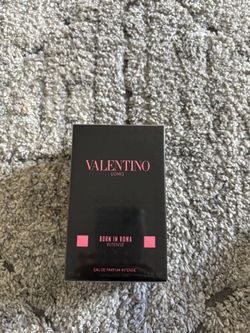 VALENTINO
UOMO
BORN IN ROMA
INTENSE
EAU DE PARFUM INTENSE